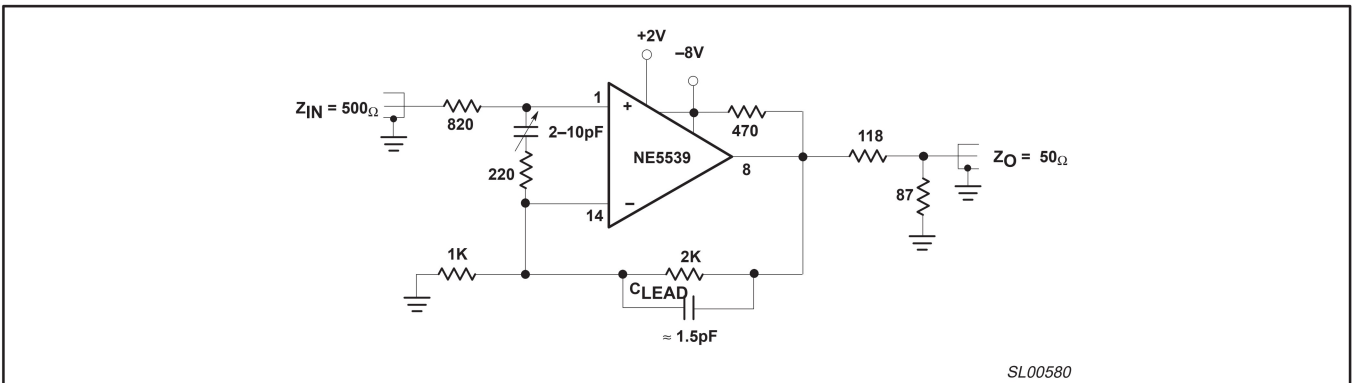 +2V
–8V
1
+
ZIN = 500Ω
820
2–10pF
470
118
NE5539
ZO = 50Ω
220
8
87
14
–
1K
2K
CLEAD
≈ 1.5pF
SL00580